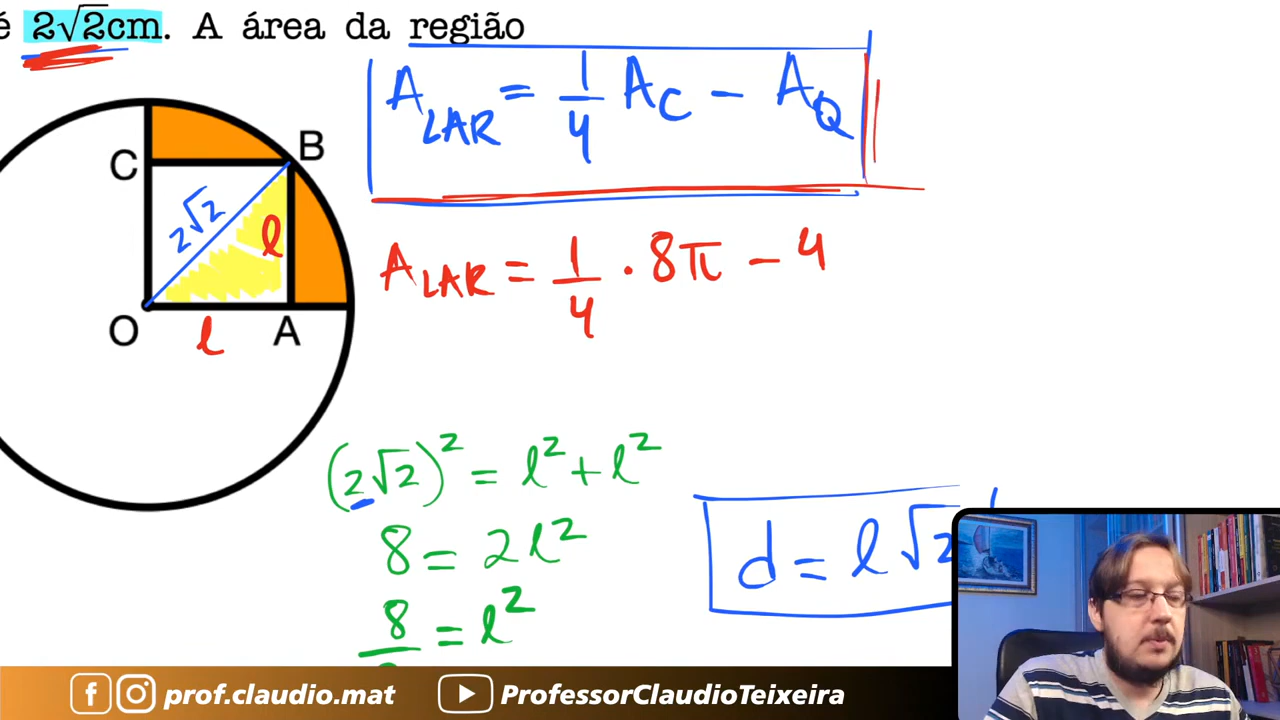 é 2√2cm. A área da região
A_LAR = 1/4 A_C − A_Q
C
B
2√2
l
O
l
A
A_LAR = 1/4 · 8π − 4
(2√2)² = l² + l²
8 = 2l²
8 = l²
d = l√2
prof.claudio.mat
ProfessorClaudioTeixeira